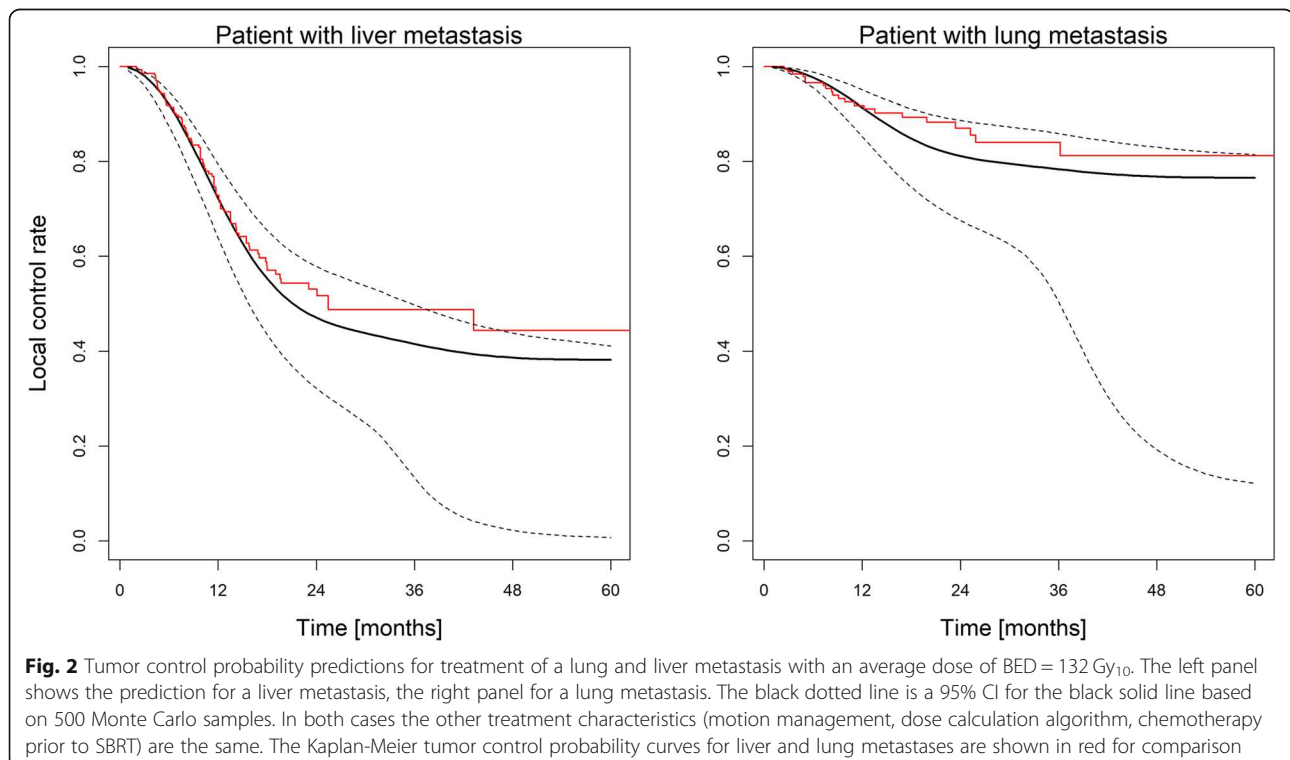 Patient with liver metastasis
Local control rate
1.0
0.8
0.6
0.4
0.2
0.0
0 12 24 36 48 60
Time [months]
Patient with lung metastasis
1.0
0.8
0.6
0.4
0.2
0.0
0 12 24 36 48 60
Time [months]
Fig. 2 Tumor control probability predictions for treatment of a lung and liver metastasis with an average dose of BED = 132 Gy₁₀. The left panel
shows the prediction for a liver metastasis, the right panel for a lung metastasis. The black dotted line is a 95% CI for the black solid line based
on 500 Monte Carlo samples. In both cases the other treatment characteristics (motion management, dose calculation algorithm, chemotherapy
prior to SBRT) are the same. The Kaplan-Meier tumor control probability curves for liver and lung metastases are shown in red for comparison